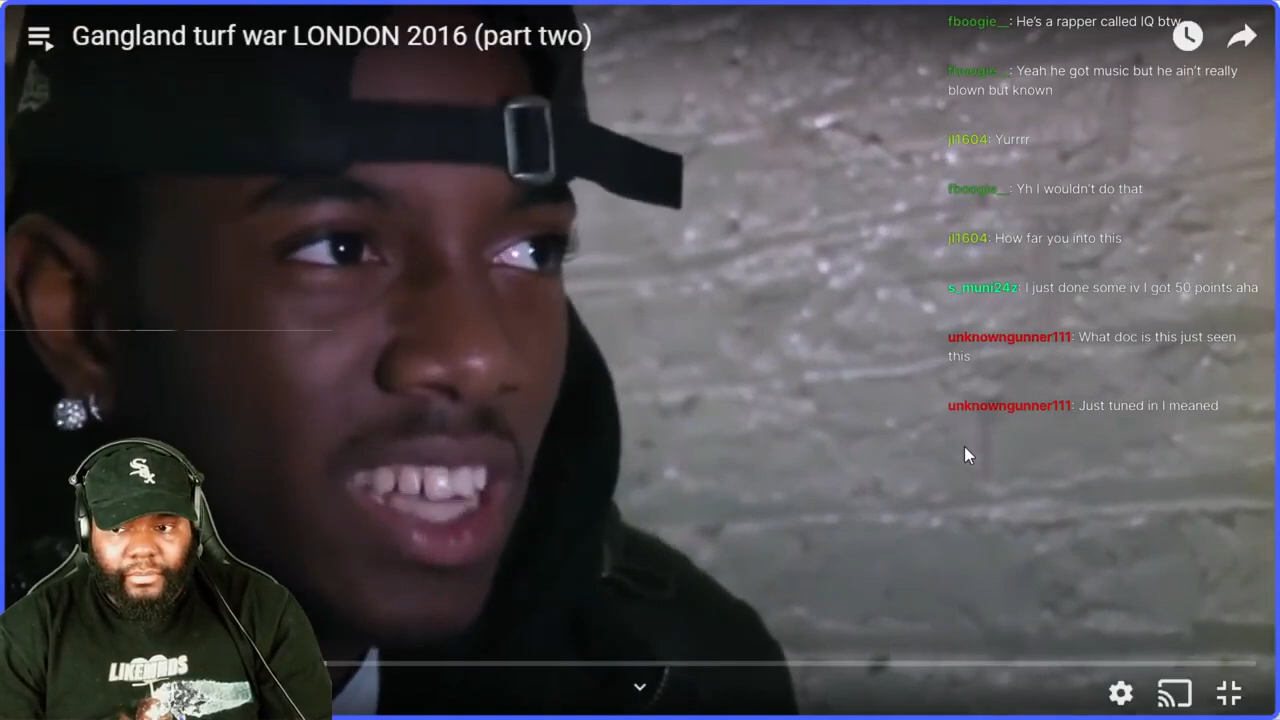 Gangland turf war LONDON 2016 (part two)
fboogie__: He's a rapper called IQ btw
fboogie__: Yeah he got music but he ain't really
blown but known
jl1604: Yurrrr
fboogie__: Yh I wouldn't do that
jl1604: How far you into this
s_muni24z: I just done some iv I got 50 points aha
unknowngunner111: What doc is this just seen
this
unknowngunner111: Just tuned in I meaned
Sox
LIKEMINDS